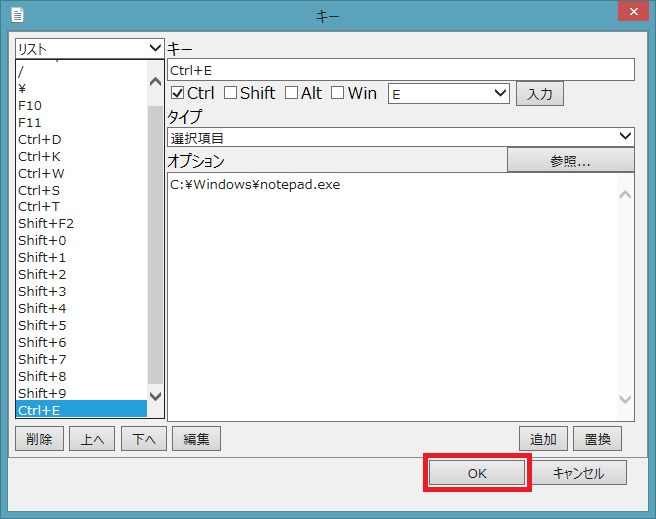 キー
リスト
キー
/
¥
F10
F11
Ctrl+D
Ctrl+K
Ctrl+W
Ctrl+S
Ctrl+T
Shift+F2
Shift+0
Shift+1
Shift+2
Shift+3
Shift+4
Shift+5
Shift+6
Shift+7
Shift+8
Shift+9
Ctrl+E
Ctrl+E
Ctrl Shift Alt Win E 入力
タイプ
選択項目
オプション 参照...
C:¥Windows¥notepad.exe
削除 上へ 下へ 編集 追加 置換
OK キャンセル